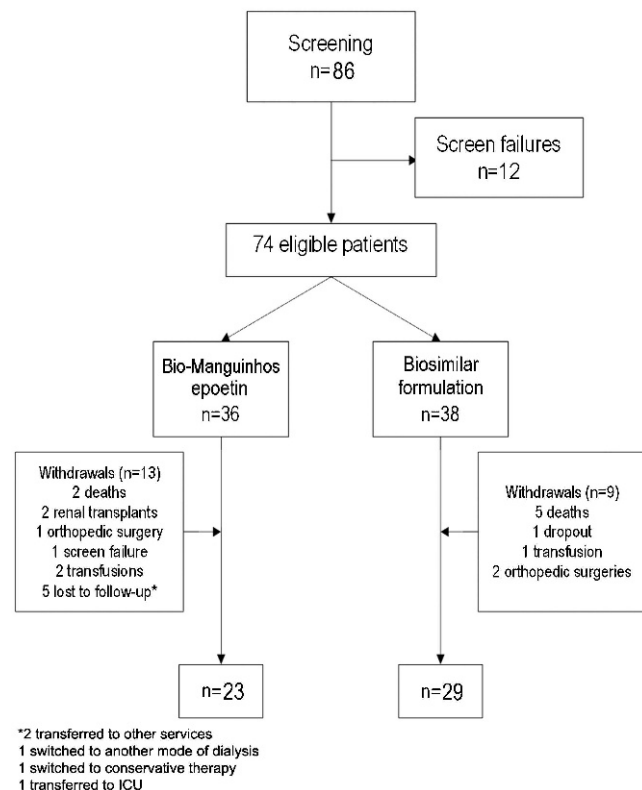 Screening
n=86
Screen failures
n=12
74 eligible patients
Bio-Manguinhos
epoetin
n=36
Biosimilar
formulation
n=38
Withdrawals (n=13)
2 deaths
2 renal transplants
1 orthopedic surgery
1 screen failure
2 transfusions
5 lost to follow-up*
Withdrawals (n=9)
5 deaths
1 dropout
1 transfusion
2 orthopedic surgeries
n=23
n=29
*2 transferred to other services
1 switched to another mode of dialysis
1 switched to conservative therapy
1 transferred to ICU